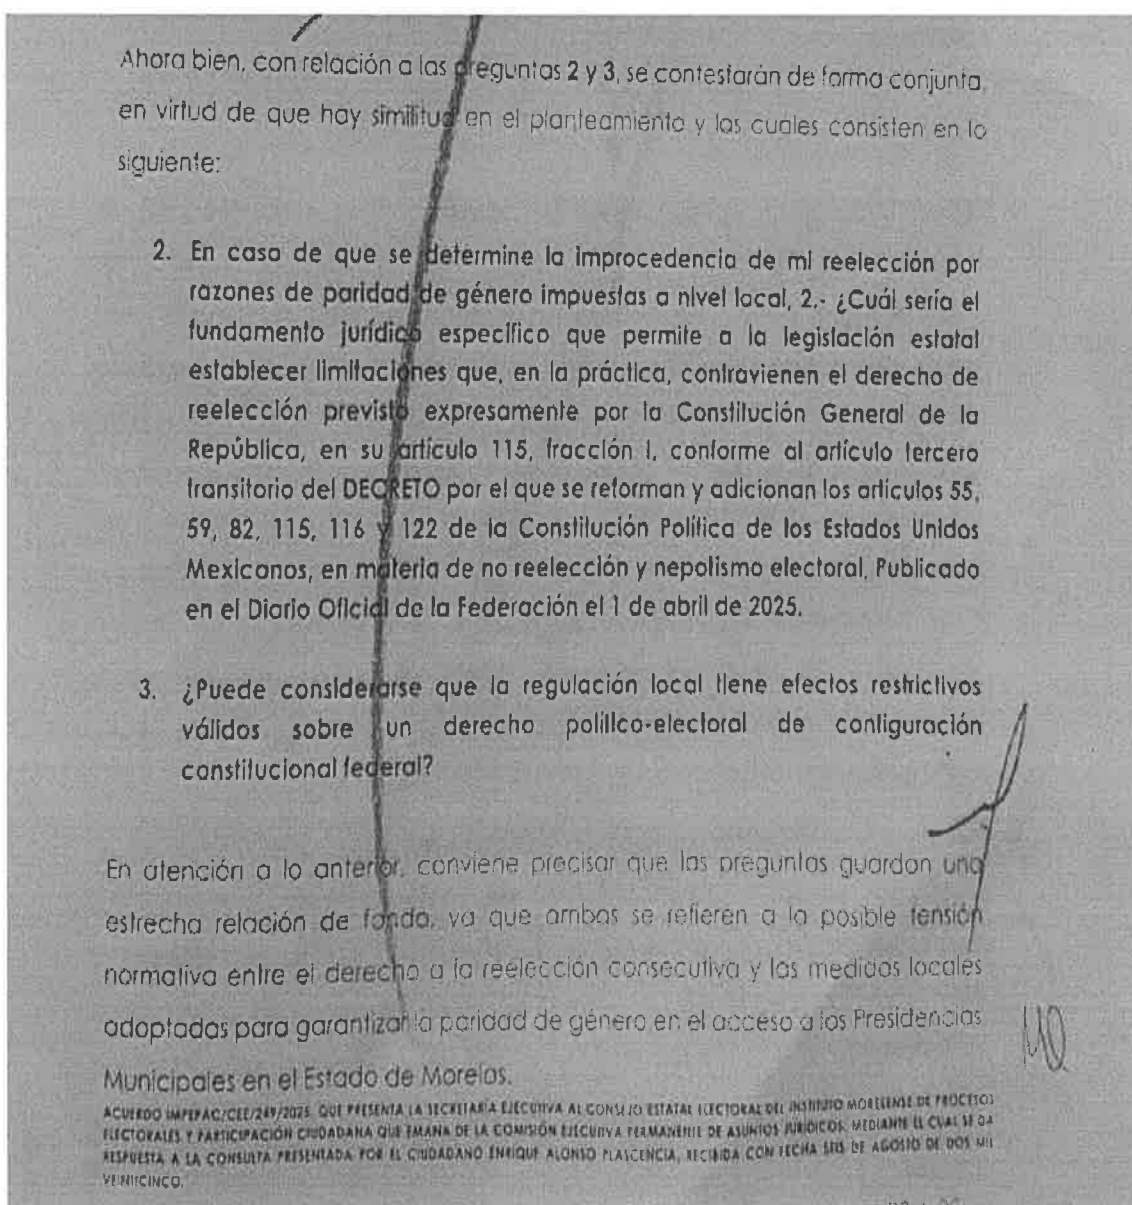 Ahora bien, con relación a las preguntas 2 y 3, se contestarán de forma conjunta,
en virtud de que hay similitud en el planteamiento y las cuales consisten en lo
siguiente:
2. En caso de que se determine la improcedencia de mi reelección por
razones de paridad de género impuestas a nivel local, 2.- ¿Cuál sería el
fundamento jurídico específico que permite a la legislación estatal
establecer limitaciones que, en la práctica, contravienen el derecho de
reelección previsto expresamente por la Constitución General de la
República, en su artículo 115, fracción I, conforme al artículo tercero
transitorio del DECRETO por el que se reforman y adicionan los artículos 55,
59, 82, 115, 116 y 122 de la Constitución Política de los Estados Unidos
Mexicanos, en materia de no reelección y nepotismo electoral, Publicado
en el Diario Oficial de la Federación el 1 de abril de 2025.
3. ¿Puede considerarse que la regulación local tiene efectos restrictivos
válidos sobre un derecho político-electoral de configuración
constitucional federal?
En atención a lo anterior, conviene precisar que las preguntas guardan una
estrecha relación de fondo, ya que ambas se refieren a la posible tensión
normativa entre el derecho a la reelección consecutiva y las medidas locales
adoptadas para garantizar la paridad de género en el acceso a las Presidencias
Municipales en el Estado de Morelos.
ACUERDO IMPEPAC/CEE/249/2025, QUE PRESENTA LA SECRETARÍA EJECUTIVA AL CONSEJO ESTATAL ELECTORAL DEL INSTITUTO MORELENSE DE PROCESOS
ELECTORALES Y PARTICIPACIÓN CIUDADANA QUE EMANA DE LA COMISIÓN EJECUTIVA PERMANENTE DE ASUNTOS JURÍDICOS, MEDIANTE EL CUAL SE DA
RESPUESTA A LA CONSULTA PRESENTADA POR EL CIUDADANO ENRIQUE ALONSO PLASCENCIA, RECIBIDA CON FECHA SEIS DE AGOSTO DE DOS MIL
VEINTICINCO.